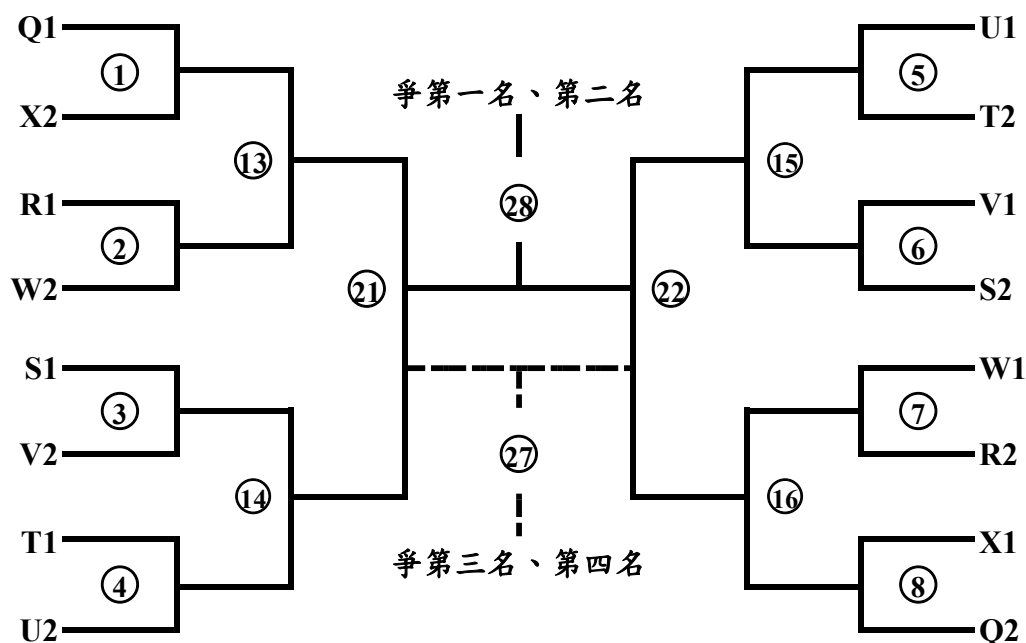 Q1
①
X2
⑬
R1
②
W2
㉑
S1
③
V2
⑭
T1
④
U2
爭第一名、第二名
㉘
㉗
爭第三名、第四名
U1
⑤
T2
⑮
V1
⑥
S2
㉒
W1
⑦
R2
⑯
X1
⑧
Q2